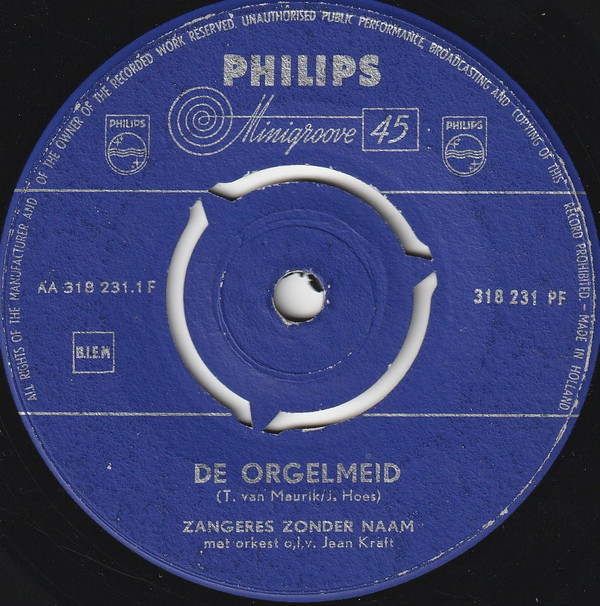 ALL RIGHTS OF THE MANUFACTURER AND OF THE OWNER OF THE RECORDED WORK RESERVED. UNAUTHORISED PUBLIC PERFORMANCE, BROADCASTING AND COPYING OF THIS RECORD PROHIBITED - MADE IN HOLLAND
PHILIPS
Minigroove 45
PHILIPS
PHILIPS
AA 318 231.1 F
318 231 PF
B.I.E.M
DE ORGELMEID
(T. van Maurik/J. Hoes)
ZANGERES ZONDER NAAM
met orkest o.l.v. Jean Kraft